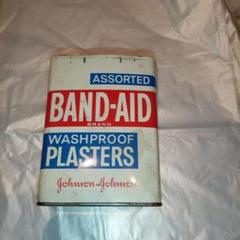 ASSORTED
BAND-AID
BRAND
WASHPROOF
PLASTERS
Johnson & Johnson